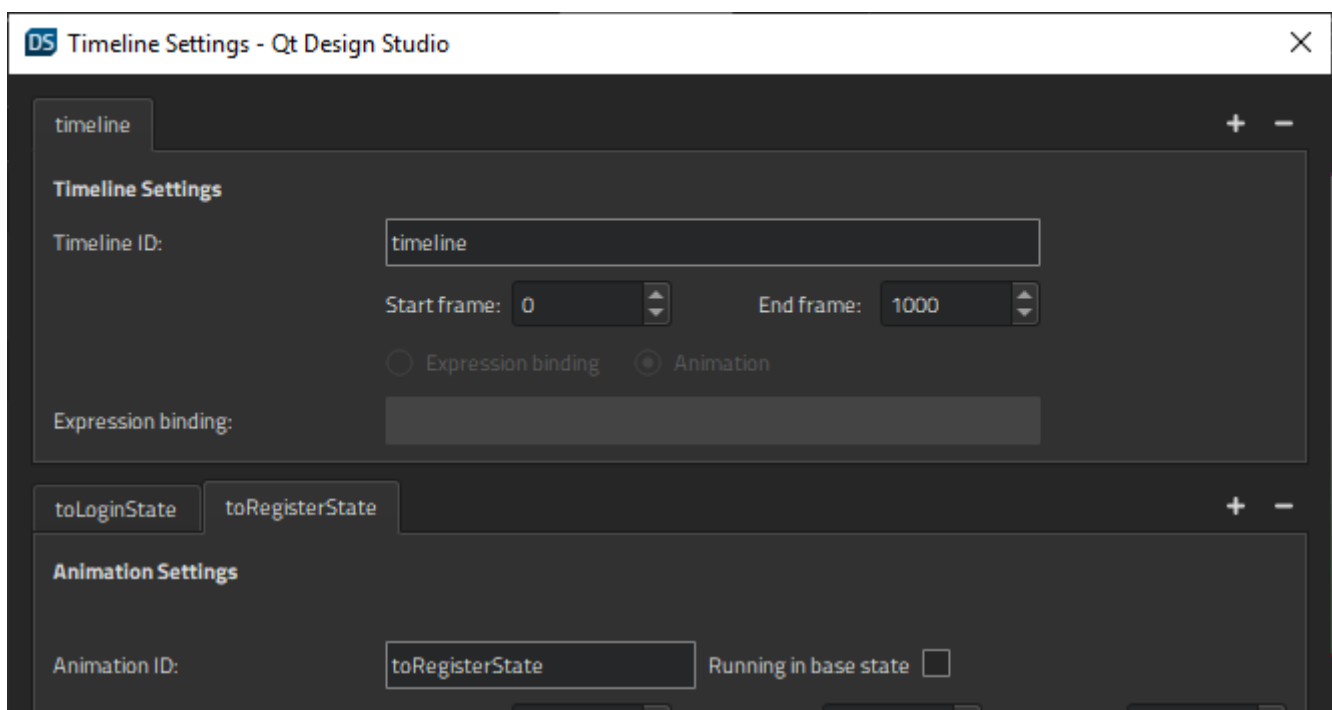 DS Timeline Settings - Qt Design Studio
timeline
Timeline Settings
Timeline ID: timeline
Start frame: 0 End frame: 1000
Expression binding Animation
Expression binding:
toLoginState toRegisterState
Animation Settings
Animation ID: toRegisterState Running in base state